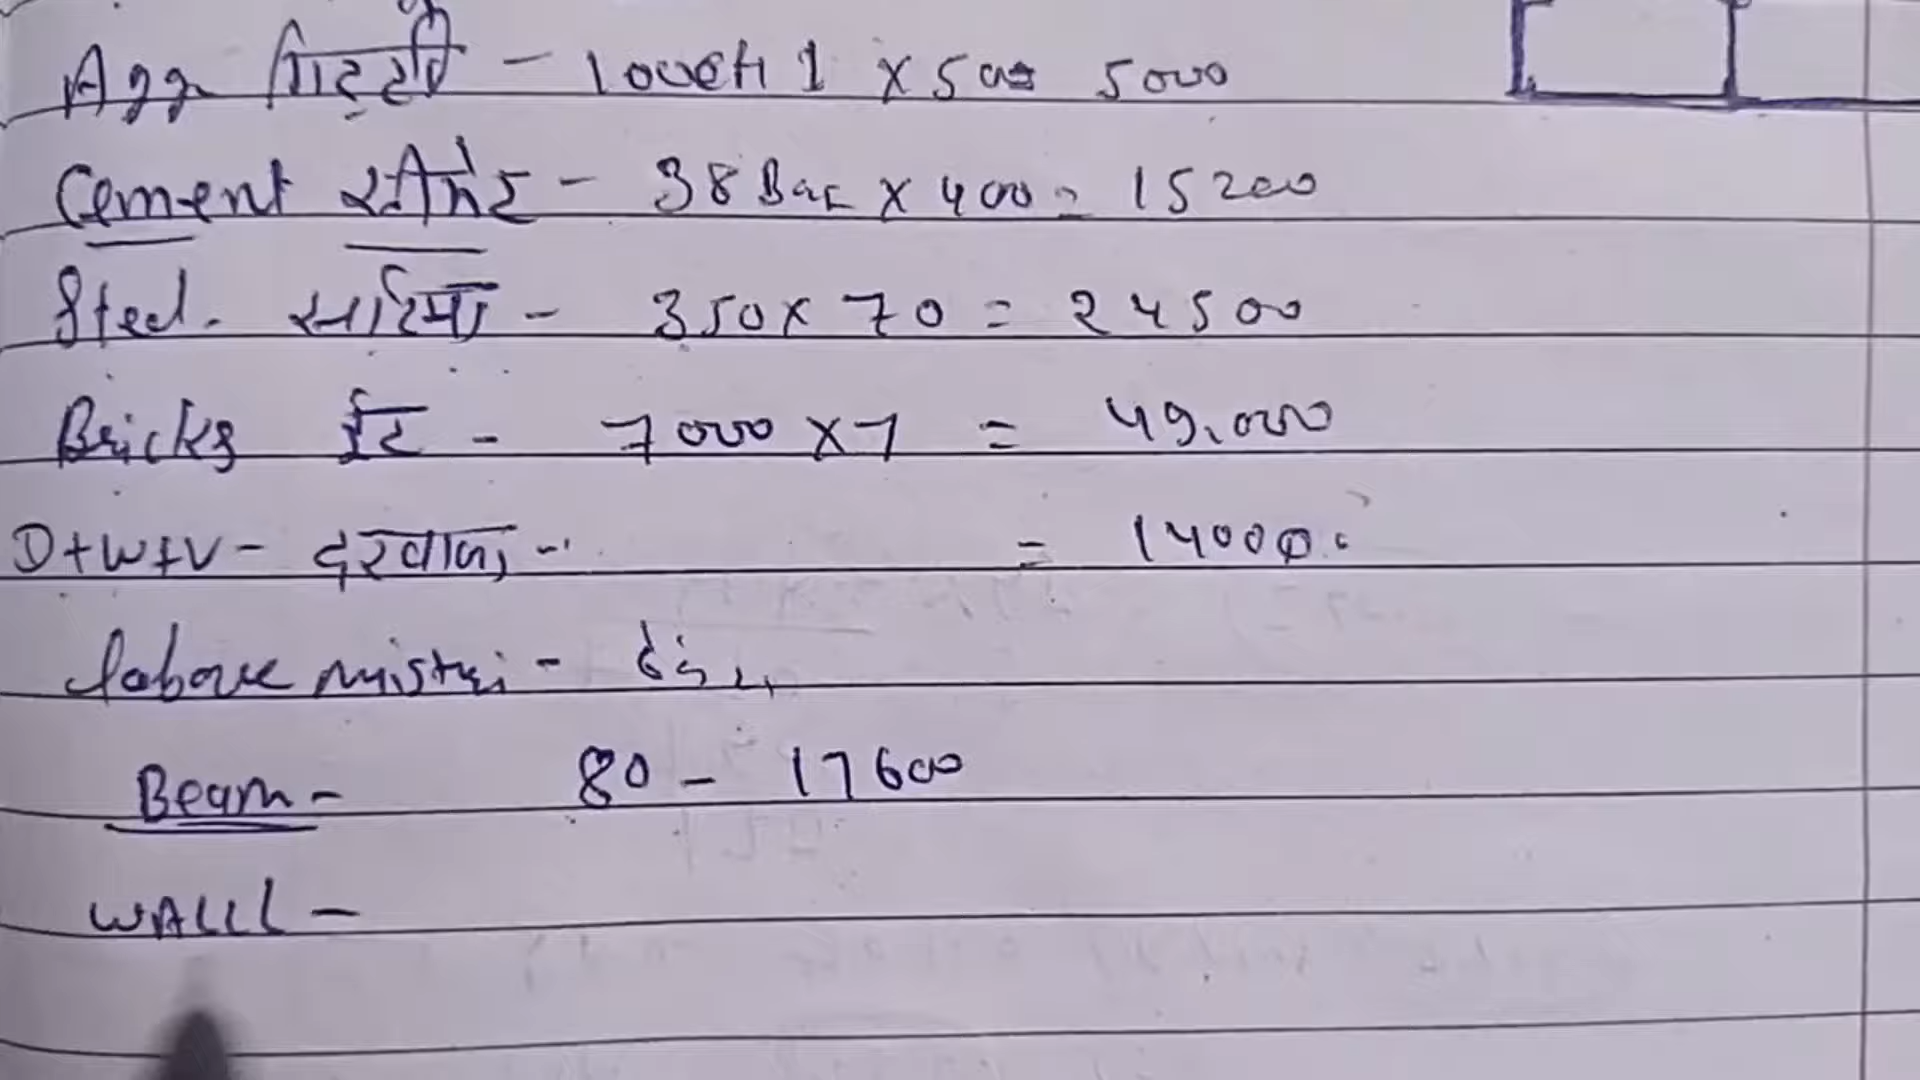 Agg गिट्टी - 100cft 1 x 50= 5000
Cement सीमेंट - 38 Bag x 400 = 15200
Steel - सरिया - 350 x 70 = 24500
Bricks ईंट - 7000 x 7 = 49,000
D+W+V - दरवाजा - = 14000
labour mistri -
Beam - 80 - 17600
WALLL -